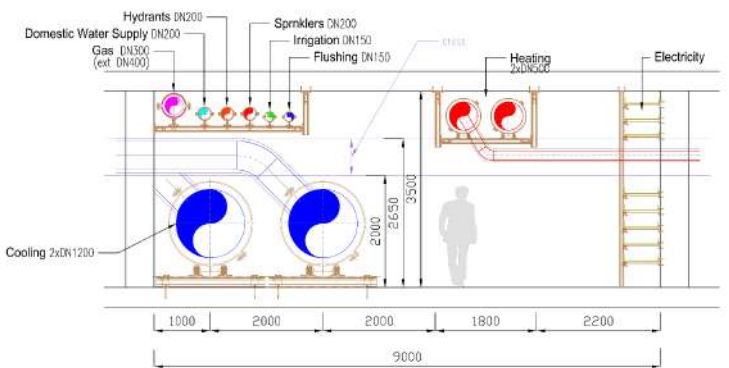 Hydrants DN200
Sprnklers DN200
Domestic Water Supply DN200
Irrigation DN150
Gas DN300
(ext DN400)
Flushing DN150
Heating
2xDN500
Electricity
Cooling 2xDN1200
2000
2650
3500
1000
2000
2000
1800
2200
9000